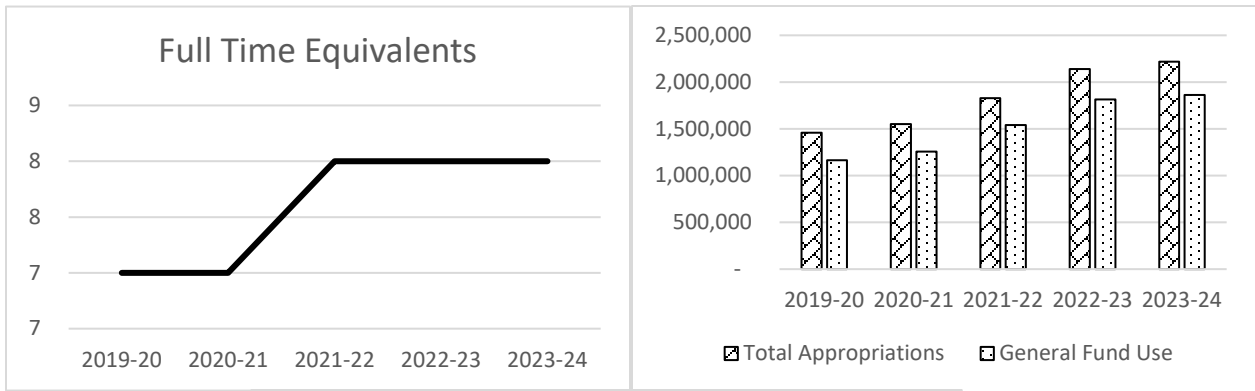 Full Time Equivalents
9
8
8
7
7
2019-20 2020-21 2021-22 2022-23 2023-24
2,500,000
2,000,000
1,500,000
1,000,000
500,000
-
2019-20 2020-21 2021-22 2022-23 2023-24
Total Appropriations General Fund Use